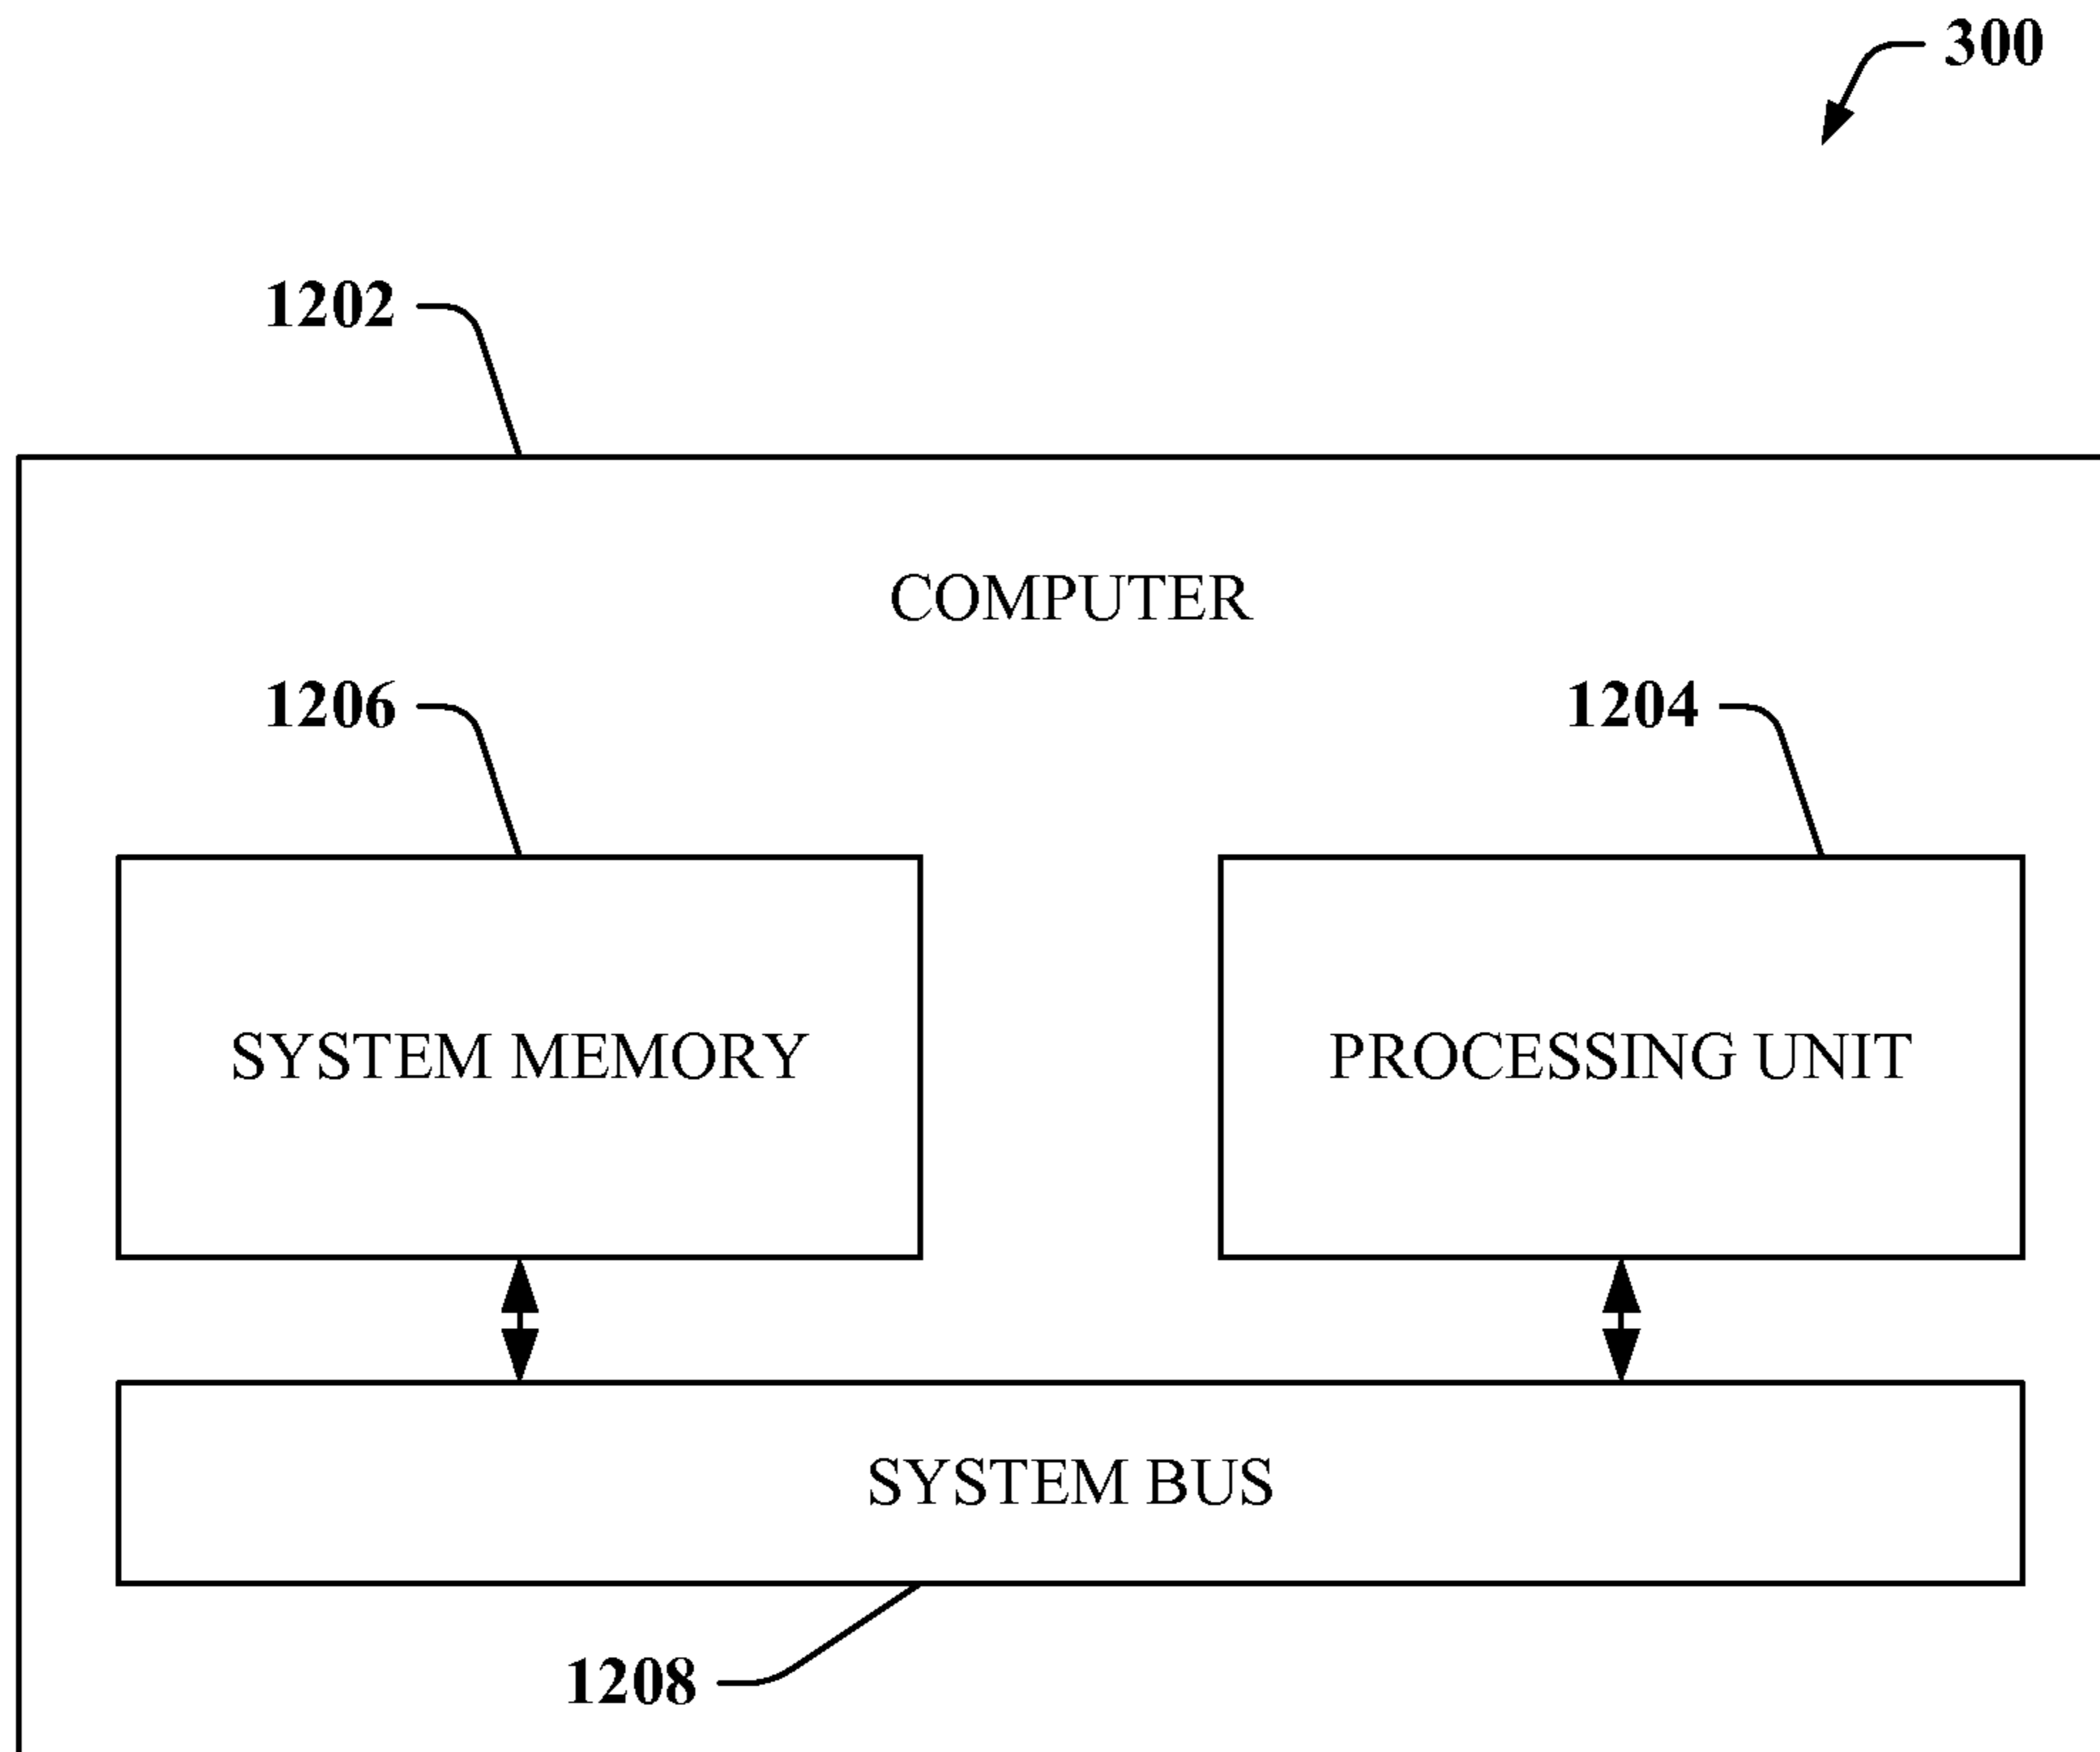 300
1202
COMPUTER
1206
1204
SYSTEM MEMORY
PROCESSING UNIT
SYSTEM BUS
1208